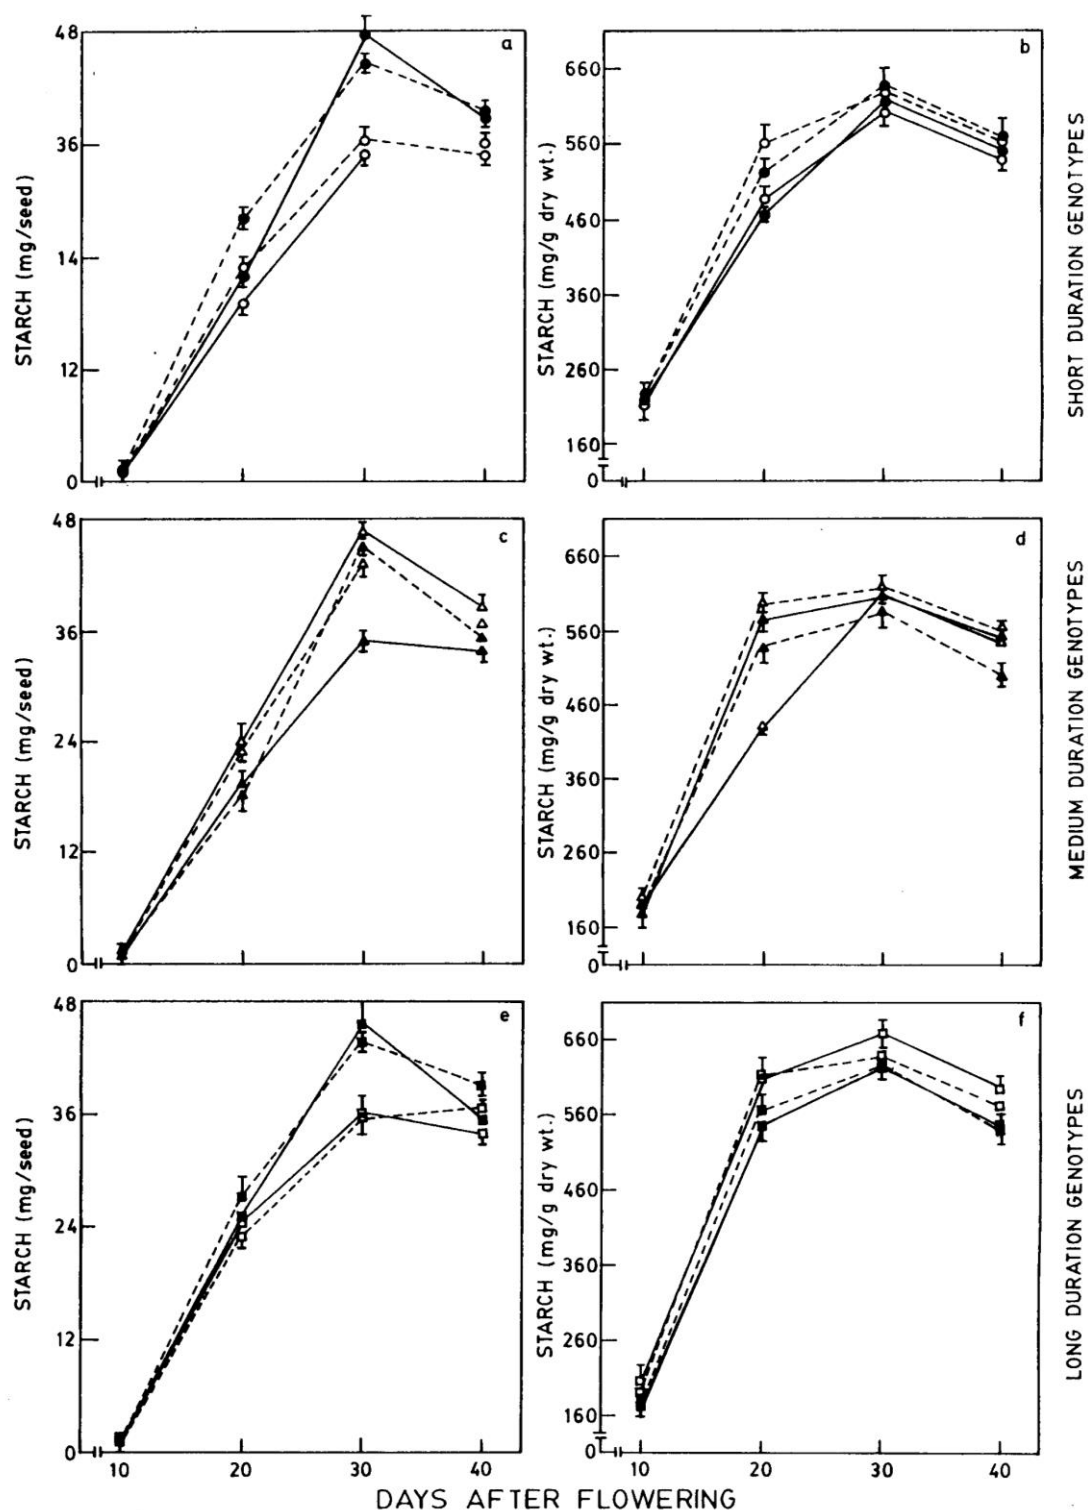 48
36
14
12
0
STARCH (mg/seed)
a
660
560
460
360
260
160
0
STARCH (mg/g dry wt.)
b
SHORT DURATION GENOTYPES
48
36
24
12
0
STARCH (mg/seed)
c
660
560
460
360
260
160
0
STARCH (mg/g dry wt.)
d
MEDIUM DURATION GENOTYPES
48
36
24
12
0
STARCH (mg/seed)
e
10 20 30 40
660
560
460
360
260
160
0
STARCH (mg/g dry wt.)
f
10 20 30 40
LONG DURATION GENOTYPES
DAYS AFTER FLOWERING